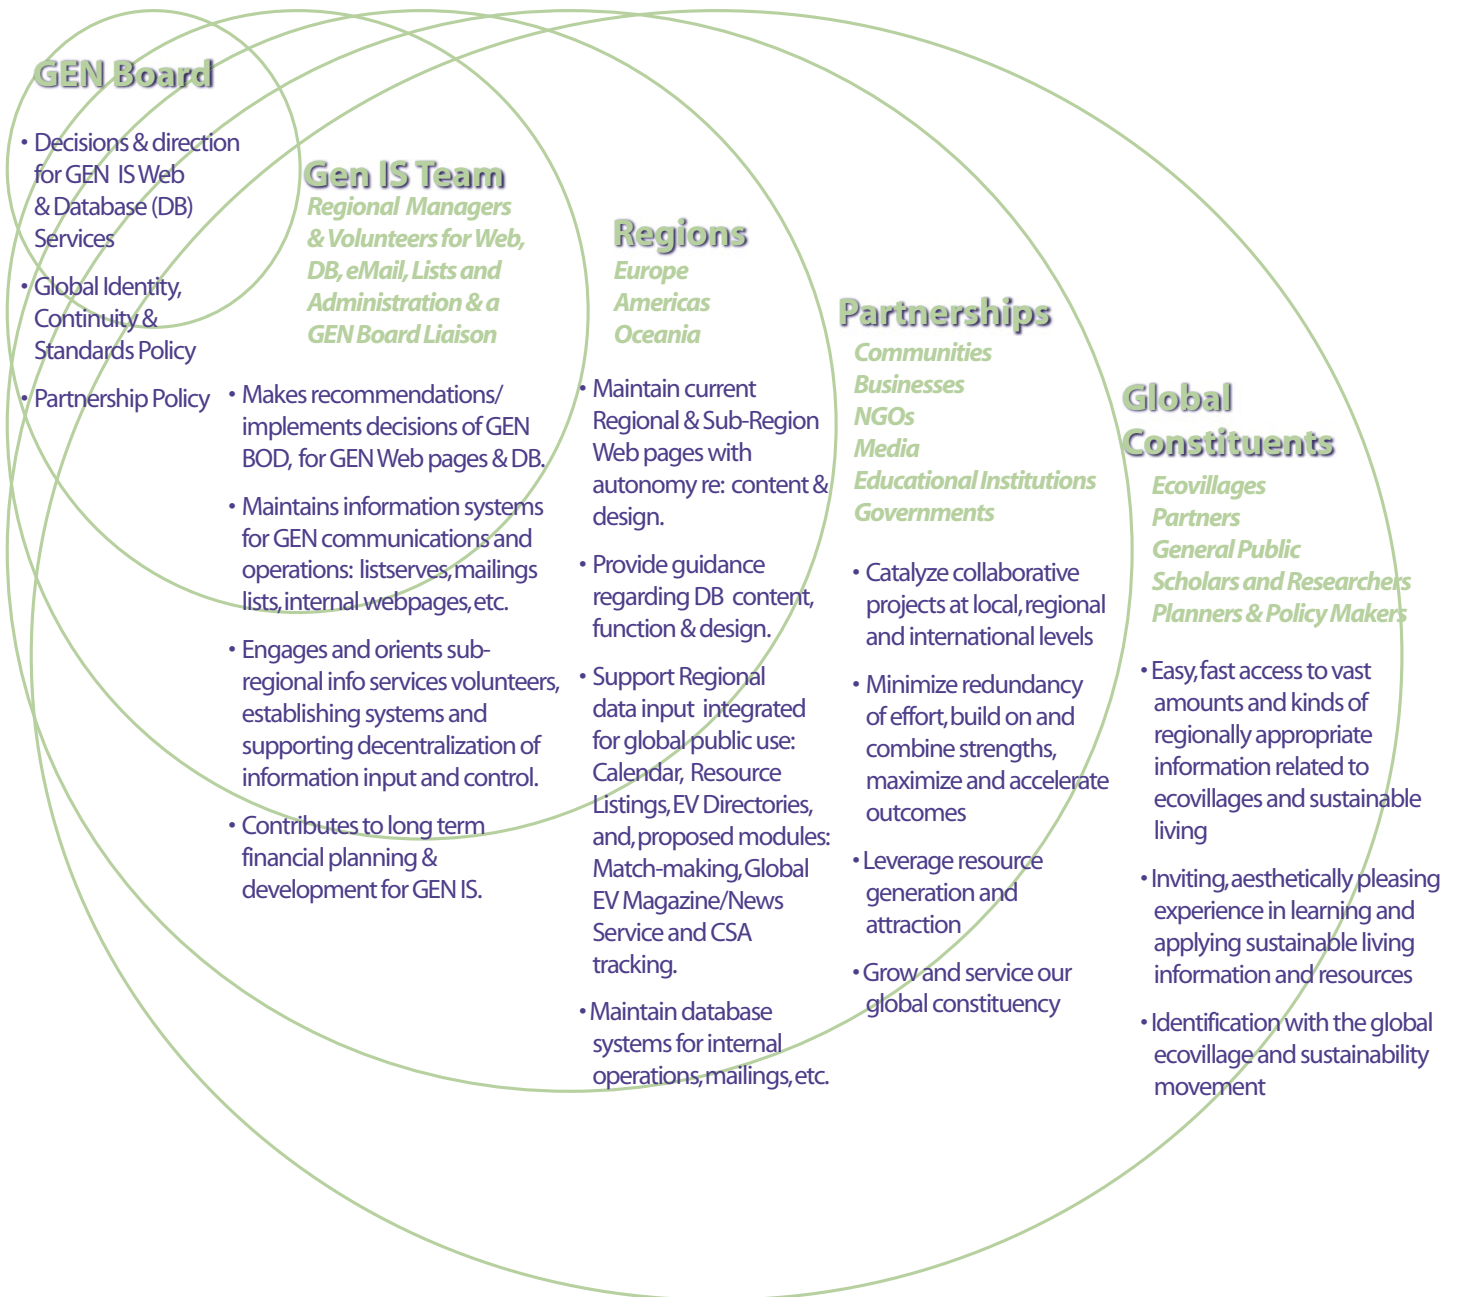 GEN Board
• Decisions & direction
for GEN IS Web
& Database (DB)
Services
• Global Identity,
Continuity &
Standards Policy
• Partnership Policy
Gen IS Team
Regional Managers
& Volunteers for Web,
DB, eMail, Lists and
Administration & a
GEN Board Liaison
• Makes recommendations/
implements decisions of GEN
BOD, for GEN Web pages & DB.
• Maintains information systems
for GEN communications and
operations: listserves, mailings
lists, internal webpages, etc.
• Engages and orients sub-
regional info services volunteers,
establishing systems and
supporting decentralization of
information input and control.
• Contributes to long term
financial planning &
development for GEN IS.
Regions
Europe
Americas
Oceania
• Maintain current
Regional & Sub-Region
Web pages with
autonomy re: content &
design.
• Provide guidance
regarding DB content,
function & design.
• Support Regional
data input integrated
for global public use:
Calendar, Resource
Listings, EV Directories,
and, proposed modules:
Match-making, Global
EV Magazine/News
Service and CSA
tracking.
• Maintain database
systems for internal
operations, mailings, etc.
Partnerships
Communities
Businesses
NGOs
Media
Educational Institutions
Governments
• Catalyze collaborative
projects at local, regional
and international levels
• Minimize redundancy
of effort, build on and
combine strengths,
maximize and accelerate
outcomes
• Leverage resource
generation and
attraction
• Grow and service our
global constituency
Global
Constituents
Ecovillages
Partners
General Public
Scholars and Researchers
Planners & Policy Makers
• Easy, fast access to vast
amounts and kinds of
regionally appropriate
information related to
ecovillages and sustainable
living
• Inviting, aesthetically pleasing
experience in learning and
applying sustainable living
information and resources
• Identification with the global
ecovillage and sustainability
movement